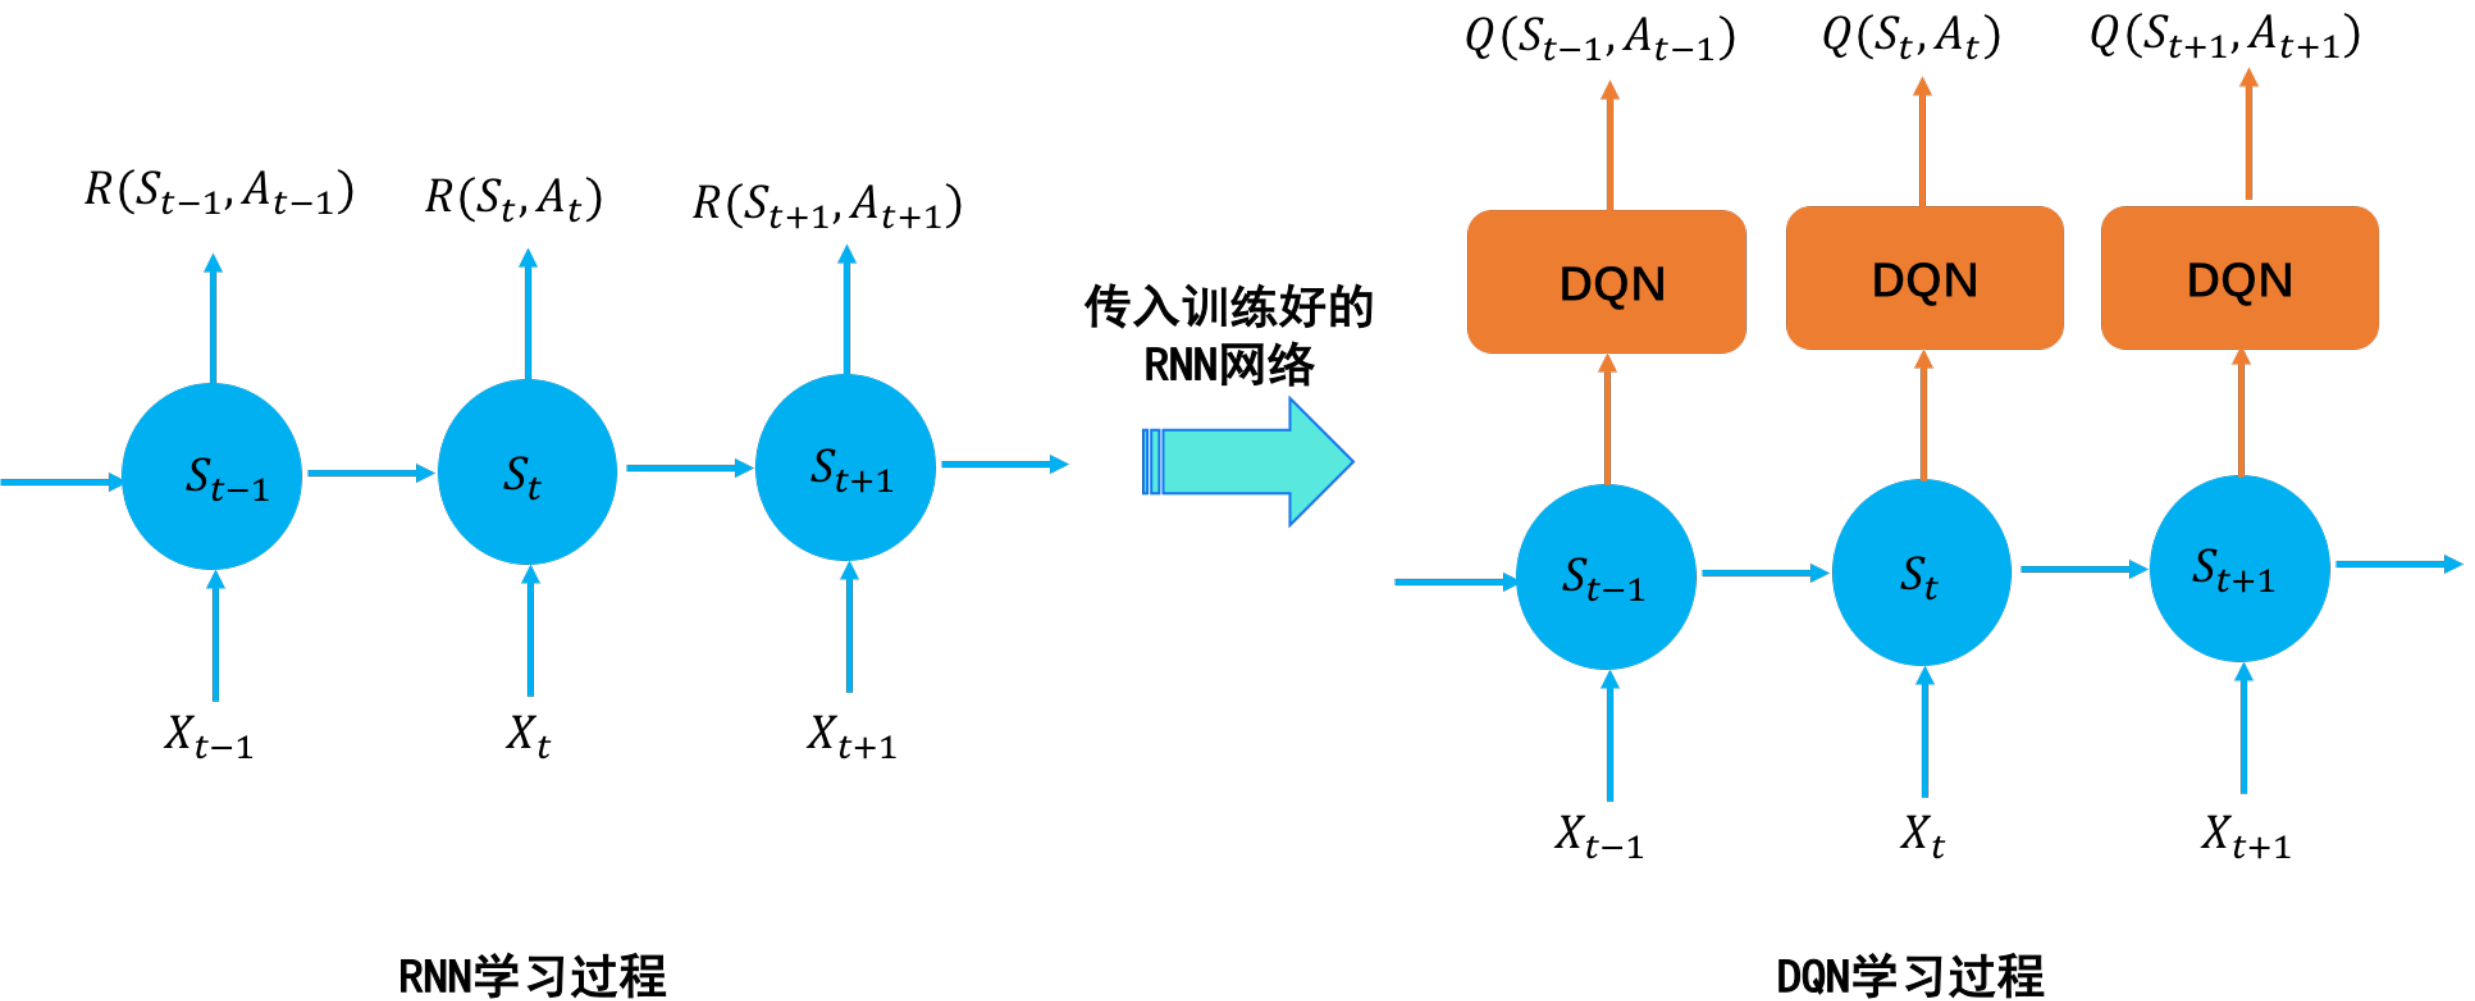 R(S_{t-1}, A_{t-1})
R(S_t, A_t)
R(S_{t+1}, A_{t+1})
S_{t-1}
S_t
S_{t+1}
X_{t-1}
X_t
X_{t+1}
RNN学习过程
传入训练好的
RNN网络
Q(S_{t-1}, A_{t-1})
Q(S_t, A_t)
Q(S_{t+1}, A_{t+1})
DQN
DQN
DQN
S_{t-1}
S_t
S_{t+1}
X_{t-1}
X_t
X_{t+1}
DQN学习过程